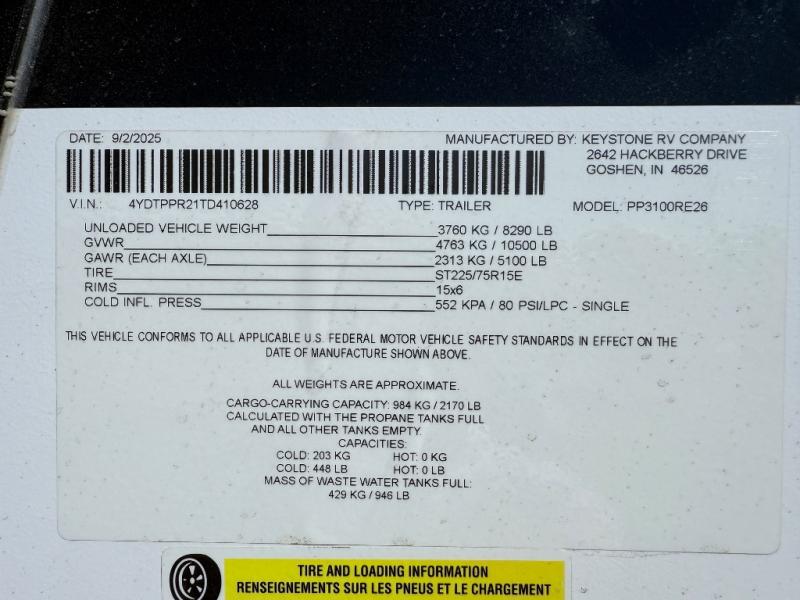 DATE: 9/2/2025 MANUFACTURED BY: KEYSTONE RV COMPANY
2642 HACKBERRY DRIVE
GOSHEN, IN 46526
V.I.N.: 4YDTPPR21TD410628 TYPE: TRAILER MODEL: PP3100RE26
UNLOADED VEHICLE WEIGHT 3760 KG / 8290 LB
GVWR 4763 KG / 10500 LB
GAWR (EACH AXLE) 2313 KG / 5100 LB
TIRE ST225/75R15E
RIMS 15x6
COLD INFL. PRESS 552 KPA / 80 PSI/LPC - SINGLE
THIS VEHICLE CONFORMS TO ALL APPLICABLE U.S. FEDERAL MOTOR VEHICLE SAFETY STANDARDS IN EFFECT ON THE
DATE OF MANUFACTURE SHOWN ABOVE.
ALL WEIGHTS ARE APPROXIMATE.
CARGO-CARRYING CAPACITY: 984 KG / 2170 LB
CALCULATED WITH THE PROPANE TANKS FULL
AND ALL OTHER TANKS EMPTY.
CAPACITIES:
COLD: 203 KG HOT: 0 KG
COLD: 448 LB HOT: 0 LB
MASS OF WASTE WATER TANKS FULL:
429 KG / 946 LB
TIRE AND LOADING INFORMATION
RENSEIGNEMENTS SUR LES PNEUS ET LE CHARGEMENT